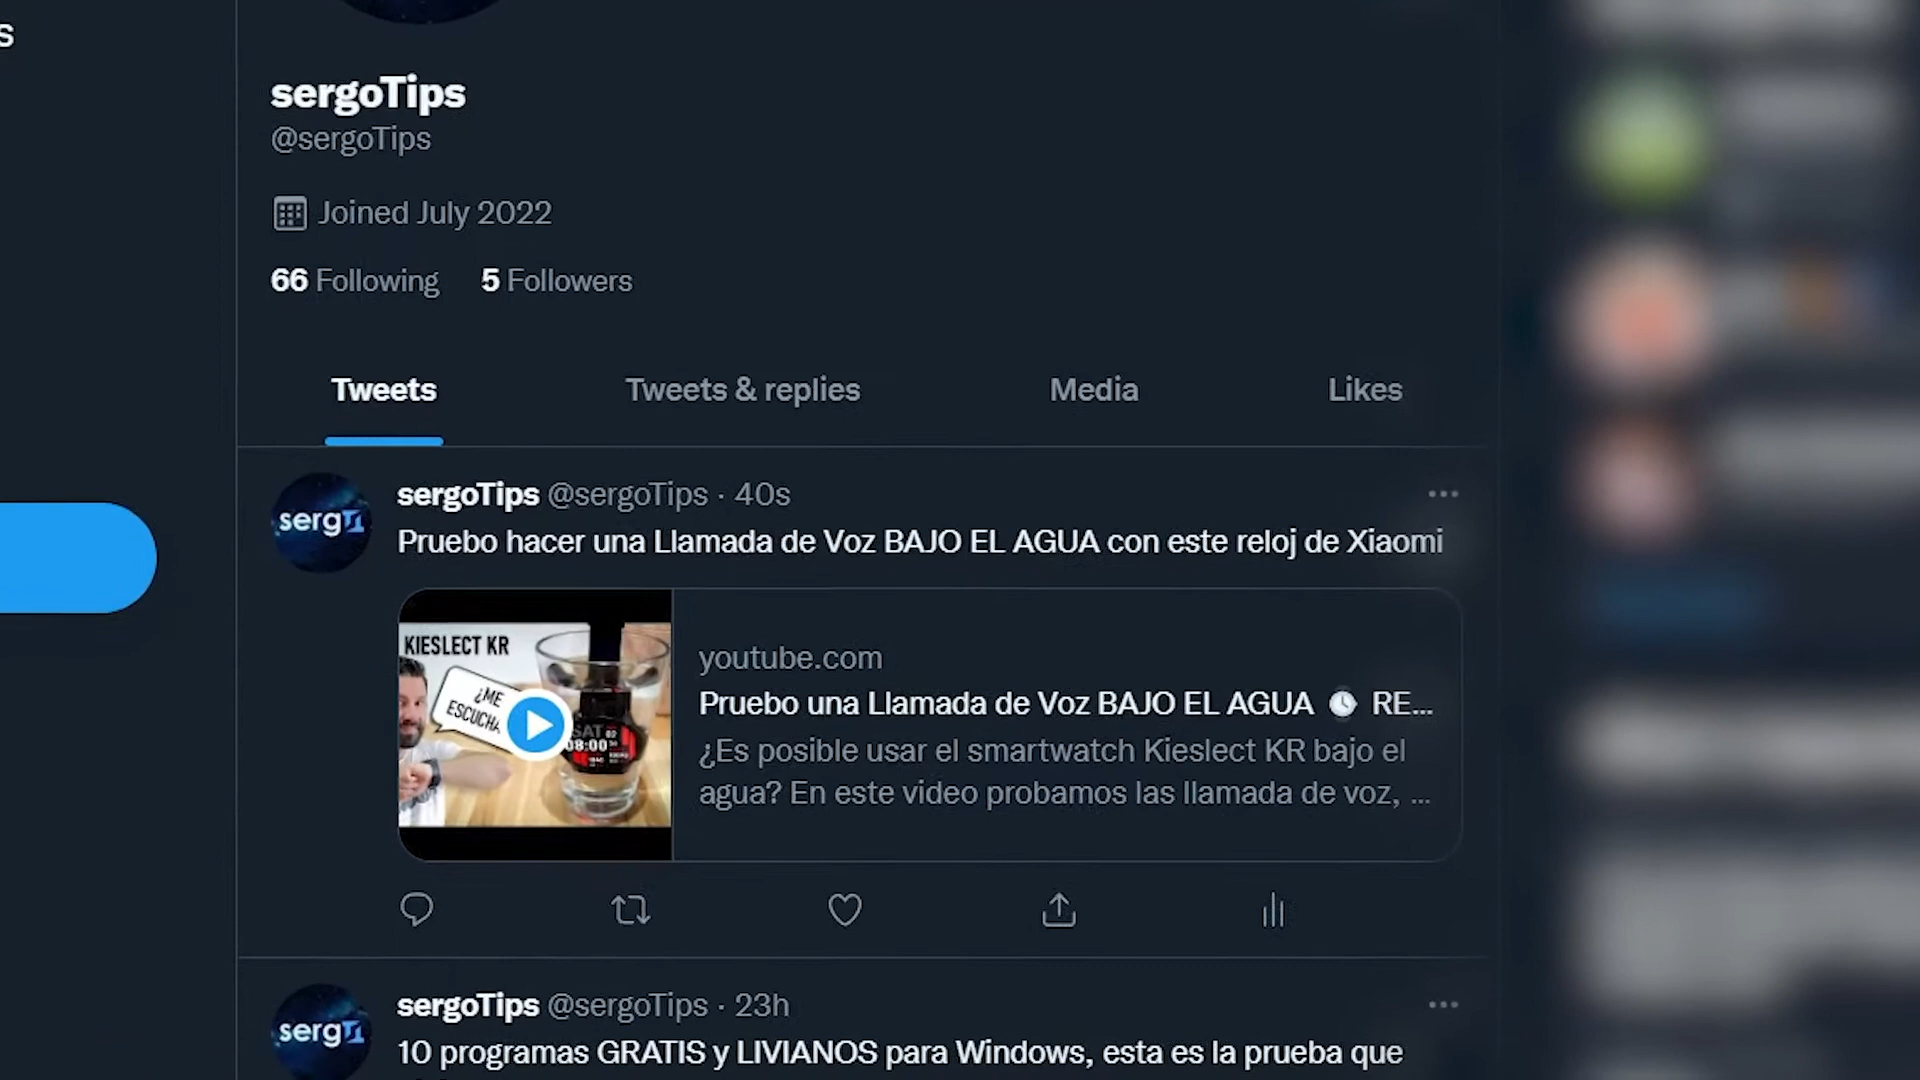 s
sergoTips
@sergoTips
Joined July 2022
66 Following 5 Followers
Tweets Tweets & replies Media Likes
sergoTips @sergoTips · 40s
Pruebo hacer una Llamada de Voz BAJO EL AGUA con este reloj de Xiaomi
KIESLECT KR
¿ME
ESCUCHA
SAT
08:00
youtube.com
Pruebo una Llamada de Voz BAJO EL AGUA 🕓 RE...
¿Es posible usar el smartwatch Kieslect KR bajo el
agua? En este video probamos las llamada de voz, ...
sergoTips @sergoTips · 23h
10 programas GRATIS y LIVIANOS para Windows, esta es la prueba que